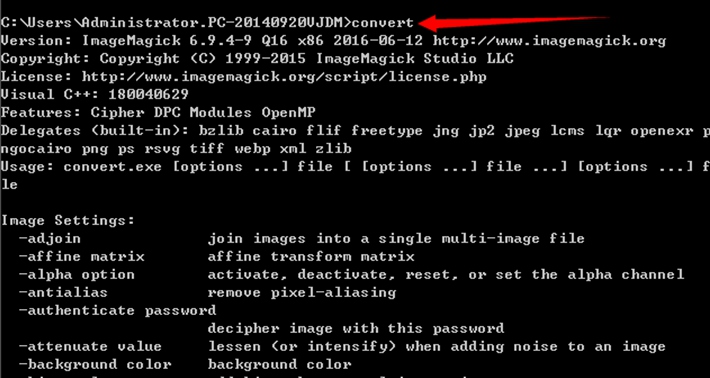 C:\Users\Administrator.PC-20140920VJDM>convert
Version: ImageMagick 6.9.4-9 Q16 x86 2016-06-12 http://www.imagemagick.org
Copyright: Copyright (C) 1999-2015 ImageMagick Studio LLC
License: http://www.imagemagick.org/script/license.php
Visual C++: 180040629
Features: Cipher DPC Modules OpenMP
Delegates (built-in): bzlib cairo flif freetype jng jp2 jpeg lcms lqr openexr p
ngocairo png ps rsvg tiff webp xml zlib
Usage: convert.exe [options ...] file [ [options ...] file ...] [options ...] f
le
Image Settings:
-adjoin join images into a single multi-image file
-affine matrix affine transform matrix
-alpha option activate, deactivate, reset, or set the alpha channel
-antialias remove pixel-aliasing
-authenticate password
decipher image with this password
-attenuate value lessen (or intensify) when adding noise to an image
-background color background color